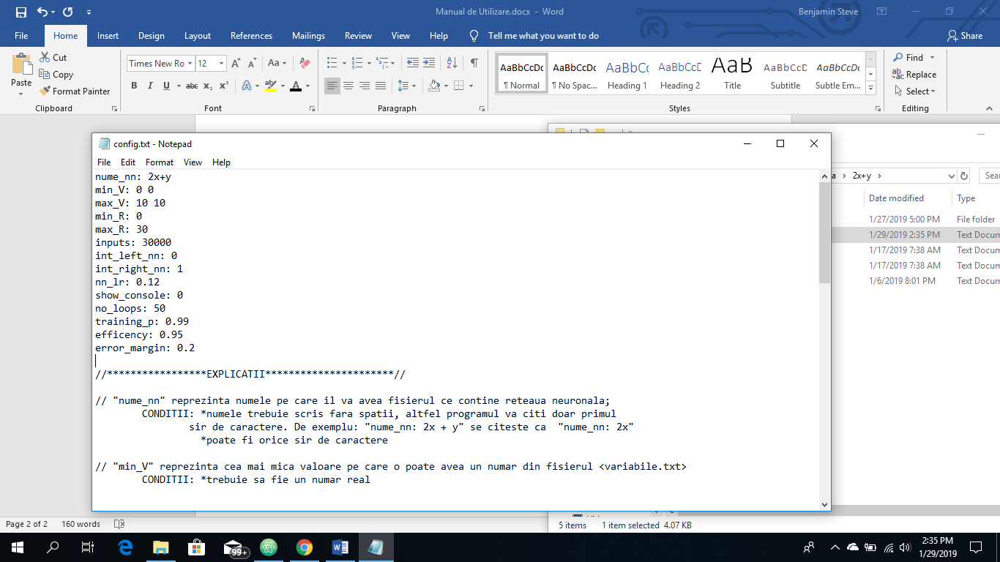 Manual de Utilizare.docx - Word
Benjamin Steve
File Home Insert Design Layout References Mailings Review View Help Tell me what you want to do Share
Paste
Cut
Copy
Format Painter
Clipboard
Times New Ro 12
Font
Paragraph
AaBbCcDc AaBbCcDc AaBbCc AaBbCcD AaB AaBbCcD AaBbCcDc
¶ Normal ¶ No Spac... Heading 1 Heading 2 Title Subtitle Subtle Em...
Styles
Find
Replace
Select
Editing
config.txt - Notepad
File Edit Format View Help
nume_nn: 2x+y
min_V: 0 0
max_V: 10 10
min_R: 0
max_R: 30
inputs: 30000
int_left_nn: 0
int_right_nn: 1
nn_lr: 0.12
show_console: 0
no_loops: 50
training_p: 0.99
efficency: 0.95
error_margin: 0.2
//*****************EXPLICATII**********************//
// "nume_nn" reprezinta numele pe care il va avea fisierul ce contine reteaua neuronala;
CONDITII: *numele trebuie scris fara spatii, altfel programul va citi doar primul
sir de caractere. De exemplu: "nume_nn: 2x + y" se citeste ca "nume_nn: 2x"
*poate fi orice sir de caractere
// "min_V" reprezinta cea mai mica valoare pe care o poate avea un numar din fisierul <variabile.txt>
CONDITII: *trebuie sa fie un numar real
a › 2x+y ›
Sear
Date modified Type
1/27/2019 5:00 PM File folder
1/29/2019 2:35 PM Text Docum
1/17/2019 7:38 AM Text Docum
1/17/2019 7:38 AM Text Docum
1/6/2019 8:01 PM Text Docum
5 items 1 item selected 4.07 KB
Page 2 of 2 160 words
99+
2:35 PM
1/29/2019